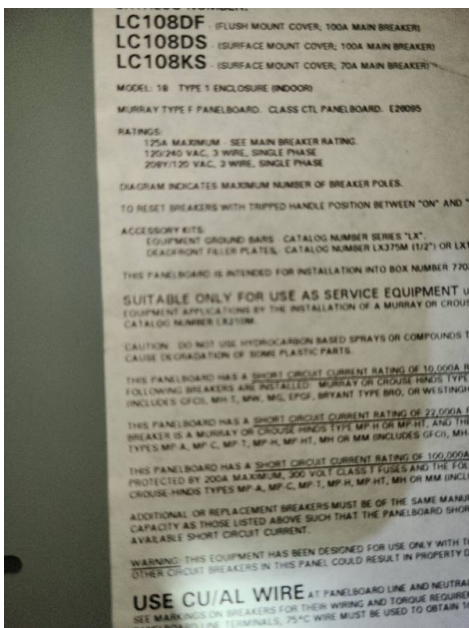 CATALOG NUMBER:
LC108DF - (FLUSH MOUNT COVER; 100A MAIN BREAKER)
LC108DS - (SURFACE MOUNT COVER; 100A MAIN BREAKER)
LC108KS - (SURFACE MOUNT COVER; 70A MAIN BREAKER)
MODEL: 1B TYPE 1 ENCLOSURE (INDOOR)
MURRAY TYPE F PANELBOARD. CLASS CTL PANELBOARD.
RATINGS:
125A MAXIMUM - SEE MAIN BREAKER RATING.
120/240 VAC, 3 WIRE, SINGLE PHASE
208Y/120 VAC, 3 WIRE, SINGLE PHASE
DIAGRAM INDICATES MAXIMUM NUMBER OF BREAKER POLES.
TO RESET BREAKERS WITH TRIPPED HANDLE POSITION BETWEEN "ON" AND "
ACCESSORY KITS:
EQUIPMENT GROUND BARS - CATALOG NUMBER SERIES "LX".
DEADFRONT FILLER PLATES, CATALOG NUMBER LX375M (1/2") OR
THIS PANELBOARD IS INTENDED FOR INSTALLATION INTO BOX NUMBER
SUITABLE ONLY FOR USE AS SERVICE EQUIPMENT
EQUIPMENT APPLICATIONS BY THE INSTALLATION OF A MURRAY OR
CATALOG NUMBER
CAUTION: DO NOT USE HYDROCARBON BASED SPRAYS OR COMPOUNDS
CAUSE DEGRADATION OF SOME PLASTIC PARTS.
THIS PANELBOARD HAS A SHORT CIRCUIT CURRENT RATING OF 10,000A
FOLLOWING BREAKERS ARE INSTALLED: MURRAY OR CROUSE HINDS TYPE
(INCLUDES GFCI), MH-T, MW, MG, EPGF, BRYANT TYPE BRO, OR
THIS PANELBOARD HAS A SHORT CIRCUIT CURRENT RATING OF 22,000A
BREAKER IS A MURRAY OR CROUSE-HINDS TYPE MP-H OR MP-HT, AND
TYPES MP-A, MP-C, MP-T, MP-H, MP-HT, MH OR MM (INCLUDES GFCI),
THIS PANELBOARD HAS A SHORT CIRCUIT CURRENT RATING OF 100,000A
PROTECTED BY 200A MAXIMUM, 300 VOLT CLASS T FUSES AND THE
CROUSE-HINDS TYPES MP-A, MP-C, MP-T, MP-H, MP-HT, MH OR MM
ADDITIONAL OR REPLACEMENT BREAKERS MUST BE OF THE SAME
CAPACITY AS THOSE LISTED ABOVE SUCH THAT THE PANELBOARD
AVAILABLE SHORT CIRCUIT CURRENT.
WARNING: THIS EQUIPMENT HAS BEEN DESIGNED FOR USE ONLY WITH
OTHER CIRCUIT BREAKERS IN THIS PANEL COULD RESULT IN PROPERTY
USE CU/AL WIRE AT PANELBOARD LINE AND
SEE MARKINGS ON BREAKERS FOR THEIR WIRING AND TORQUE
LINE TERMINALS, 75°C WIRE MUST BE USED TO OBTAIN